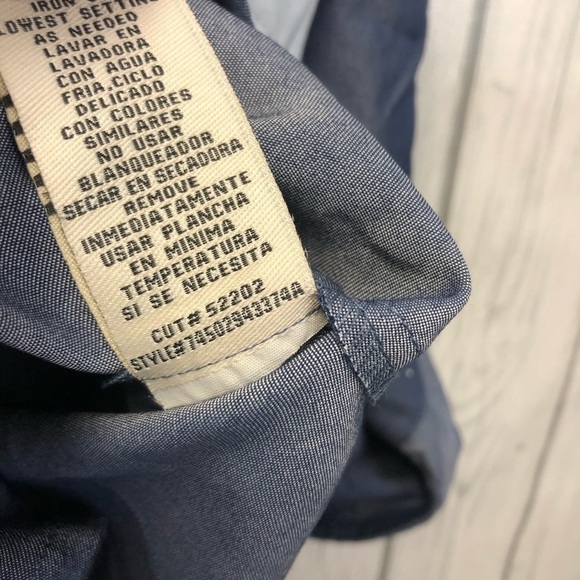 IRON ON
LOWEST SETTING
AS NEEDED
LAVAR EN
LAVADORA
CON AGUA
FRIA.CICLO
DELICADO
CON COLORES
SIMILARES
NO USAR
BLANQUEADOR
SECAR EN SECADORA
REMOVE
INMEDIATAMENTE
USAR PLANCHA
EN MINIMA
TEMPERATURA
SI SE NECESITA
CUT# 52202
STYLE#74502943374A